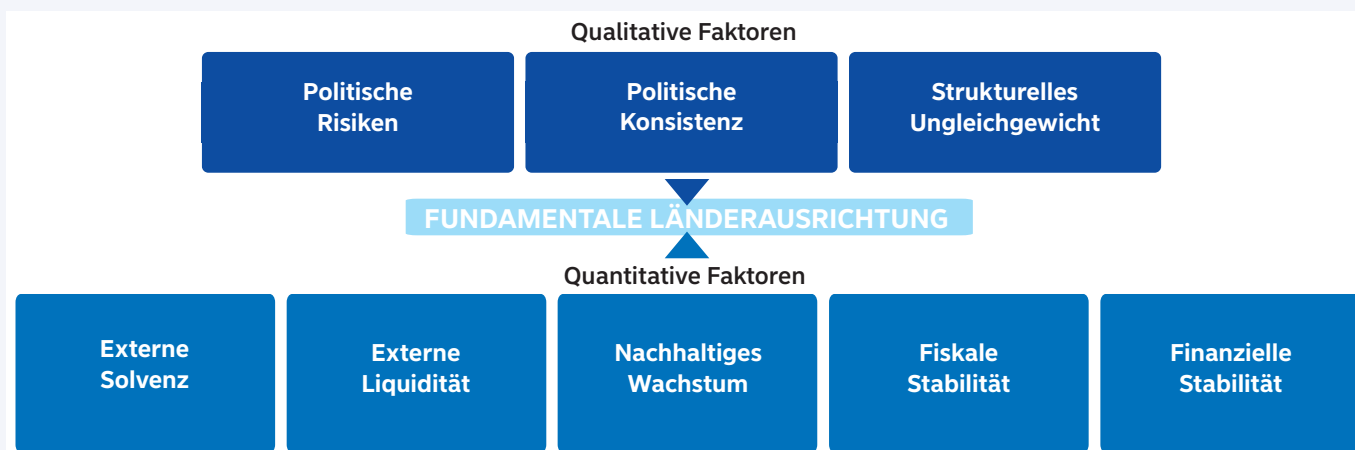 Qualitative Faktoren
Politische
Risiken
Politische
Konsistenz
Strukturelles
Ungleichgewicht
FUNDAMENTALE LÄNDERAUSRICHTUNG
Quantitative Faktoren
Externe
Solvenz
Externe
Liquidität
Nachhaltiges
Wachstum
Fiskale
Stabilität
Finanzielle
Stabilität